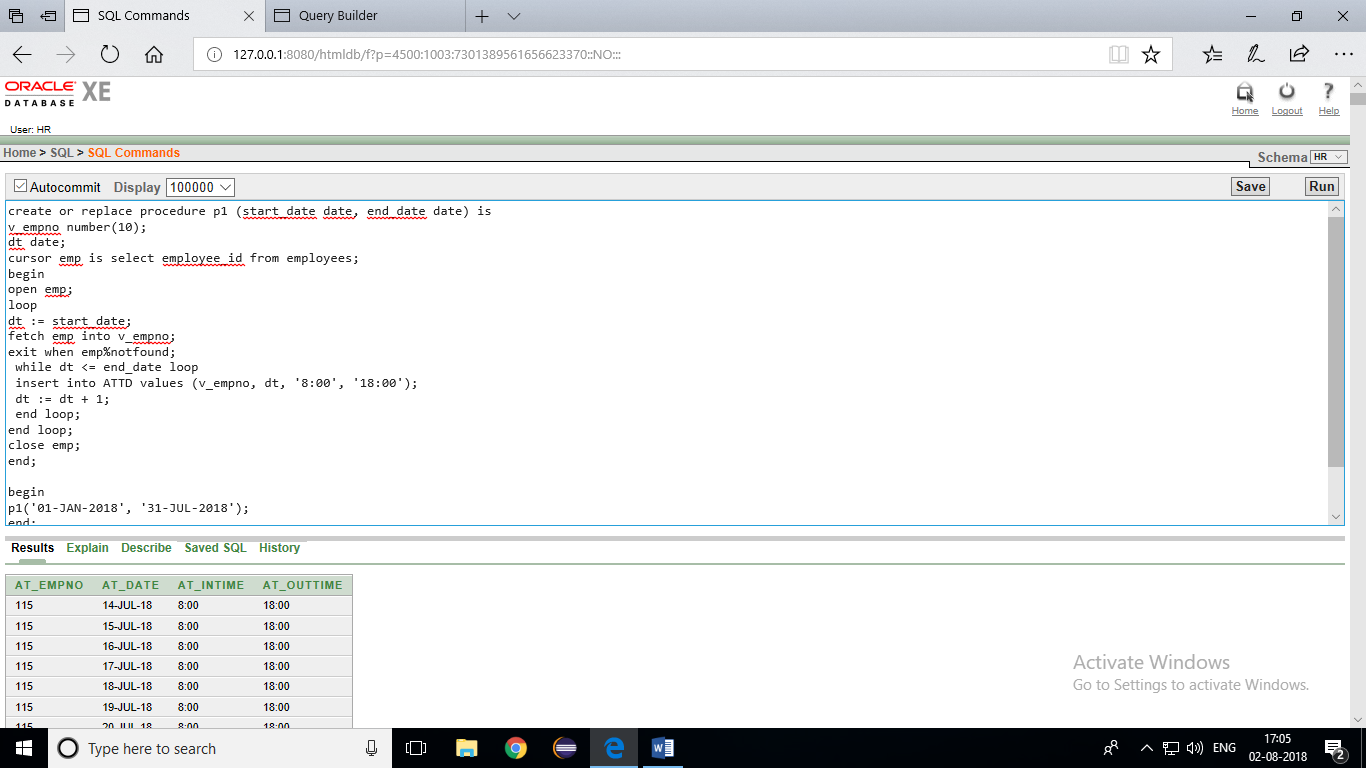 SQL Commands
Query Builder
127.0.0.1:8080/htmldb/f?p=4500:1003:7301389561656623370::NO:::
ORACLE XE
DATABASE
Home Logout Help
User: HR
Home > SQL > SQL Commands
Schema HR
Autocommit Display 100000
Save Run
create or replace procedure p1 (start_date date, end_date date) is
v_empno number(10);
dt date;
cursor emp is select employee_id from employees;
begin
open emp;
loop
dt := start_date;
fetch emp into v_empno;
exit when emp%notfound;
while dt <= end_date loop
insert into ATTD values (v_empno, dt, '8:00', '18:00');
dt := dt + 1;
end loop;
end loop;
close emp;
end;
begin
p1('01-JAN-2018', '31-JUL-2018');
end;
Results Explain Describe Saved SQL History
AT_EMPNO AT_DATE AT_INTIME AT_OUTTIME
115 14-JUL-18 8:00 18:00
115 15-JUL-18 8:00 18:00
115 16-JUL-18 8:00 18:00
115 17-JUL-18 8:00 18:00
115 18-JUL-18 8:00 18:00
115 19-JUL-18 8:00 18:00
115 20-JUL-18 8:00 18:00
Activate Windows
Go to Settings to activate Windows.
Type here to search
ENG
17:05
02-08-2018
2